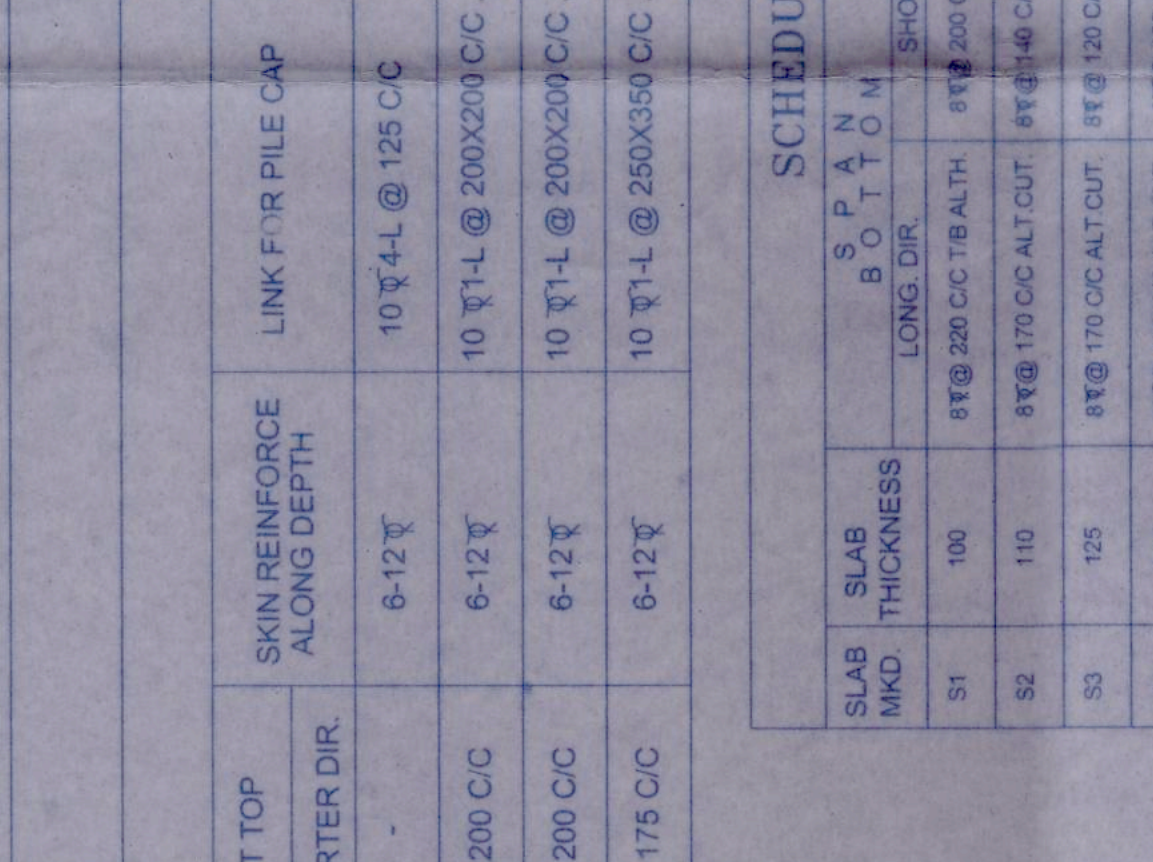 T TOP
RTER DIR.
SKIN REINFORCE
ALONG DEPTH
LINK FOR PILE CAP
- 6-12 10 4-L @ 125 C/C
200 C/C 6-12 10 1-L @ 200X200 C/C
200 C/C 6-12 10 1-L @ 200X200 C/C
175 C/C 6-12 10 1-L @ 250X350 C/C
SCHEDU
SLAB
MKD.
SLAB
THICKNESS
S P A N
B O T T O M
LONG. DIR.
SHO
S1 100 8 @ 220 C/C T/B ALTH. 8 @ 200 C
S2 110 8 @ 170 C/C ALT.CUT. 8 @ 140 C/
S3 125 8 @ 170 C/C ALT.CUT. 8 @ 120 C/